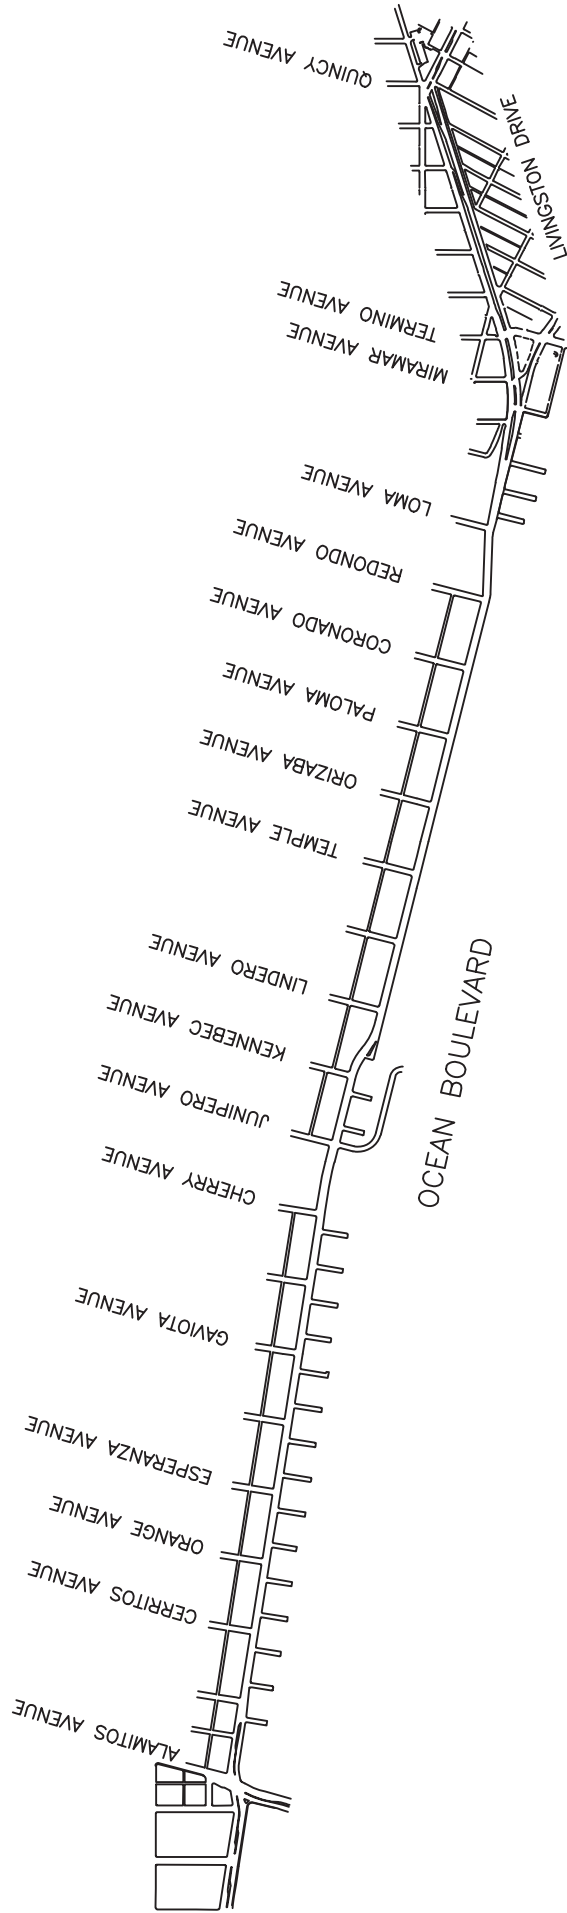 QUINCY AVENUE
LIVINGSTON DRIVE
TERMINO AVENUE
MIRAMAR AVENUE
LOMA AVENUE
REDONDO AVENUE
CORONADO AVENUE
PALOMA AVENUE
ORIZABA AVENUE
TEMPLE AVENUE
LINDERO AVENUE
KENNEBEC AVENUE
JUNIPERO AVENUE
OCEAN BOULEVARD
CHERRY AVENUE
GAVIOTA AVENUE
ESPERANZA AVENUE
ORANGE AVENUE
CERRITOS AVENUE
ALAMITOS AVENUE